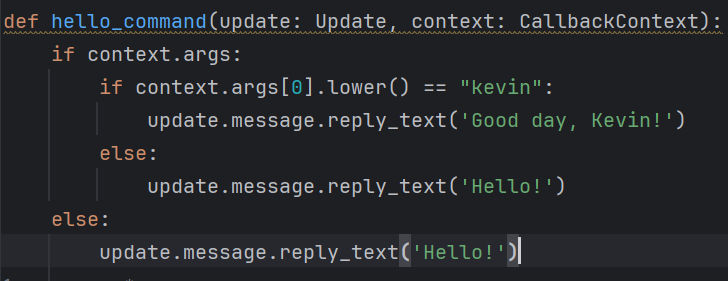 def hello_command(update: Update, context: CallbackContext):
    if context.args:
        if context.args[0].lower() == "kevin":
            update.message.reply_text('Good day, Kevin!')
        else:
            update.message.reply_text('Hello!')
    else:
        update.message.reply_text('Hello!')